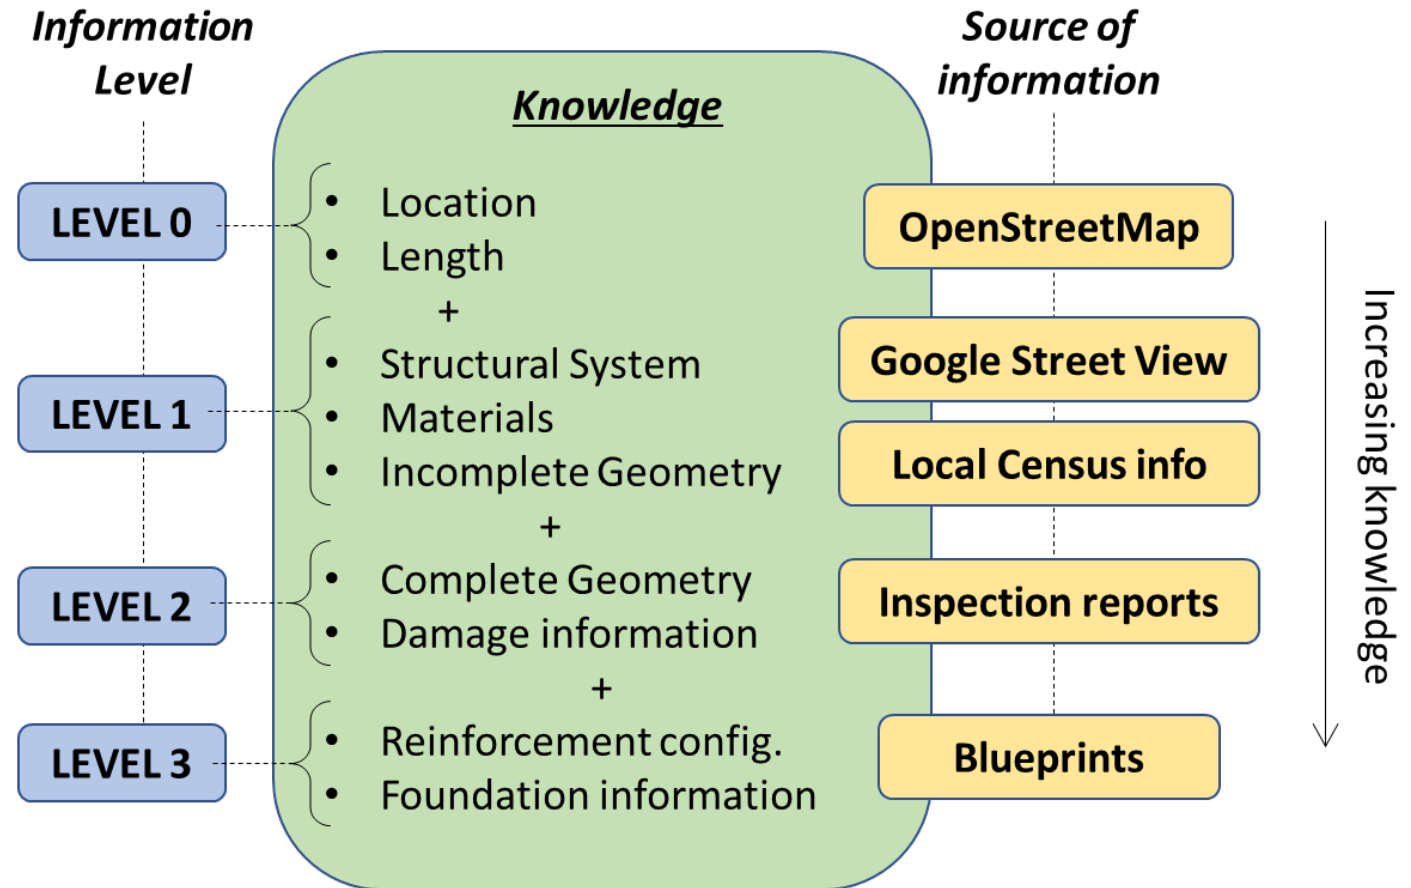 Information
Level
Knowledge
Source of
information
LEVEL 0
• Location
• Length
OpenStreetMap
+
LEVEL 1
• Structural System
• Materials
• Incomplete Geometry
Google Street View
Local Census info
+
LEVEL 2
• Complete Geometry
• Damage information
Inspection reports
+
LEVEL 3
• Reinforcement config.
• Foundation information
Blueprints
Increasing knowledge